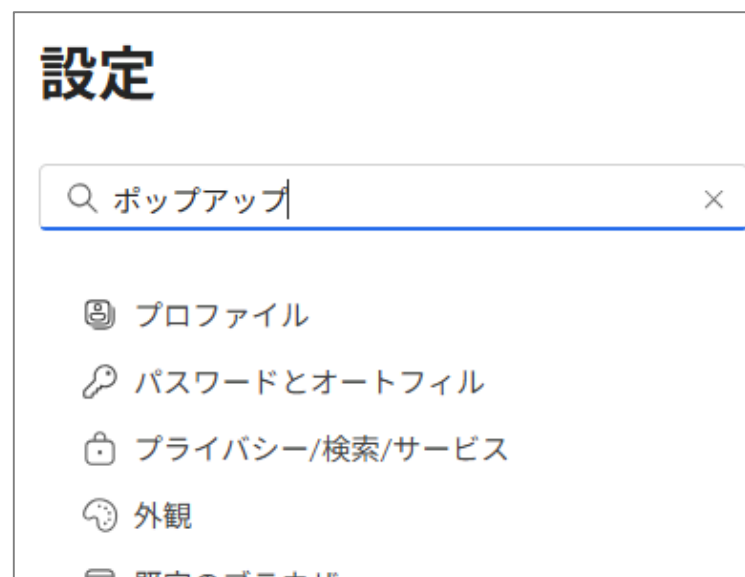 設定
ポップアップ
プロファイル
パスワードとオートフィル
プライバシー/検索/サービス
外観